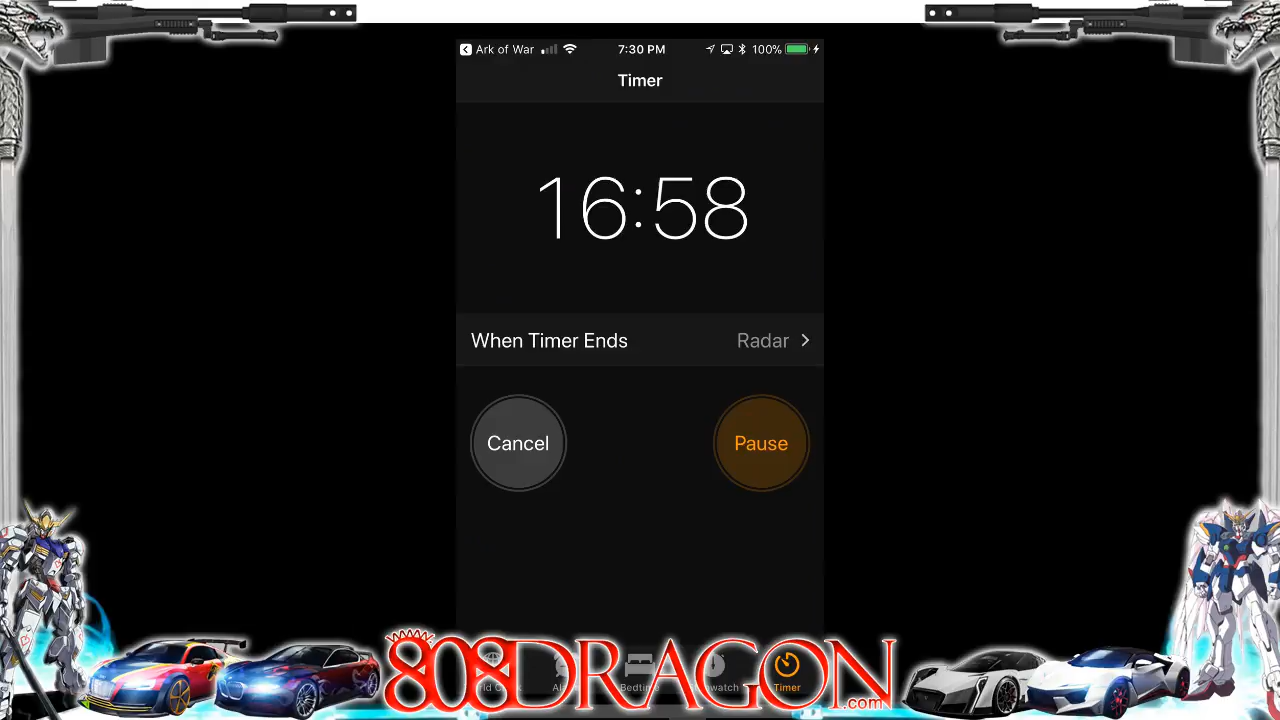 Ark of War 7:30 PM 100%
Timer
16:58
When Timer Ends Radar
Cancel Pause
808DRAGON.com
Bedtime Timer